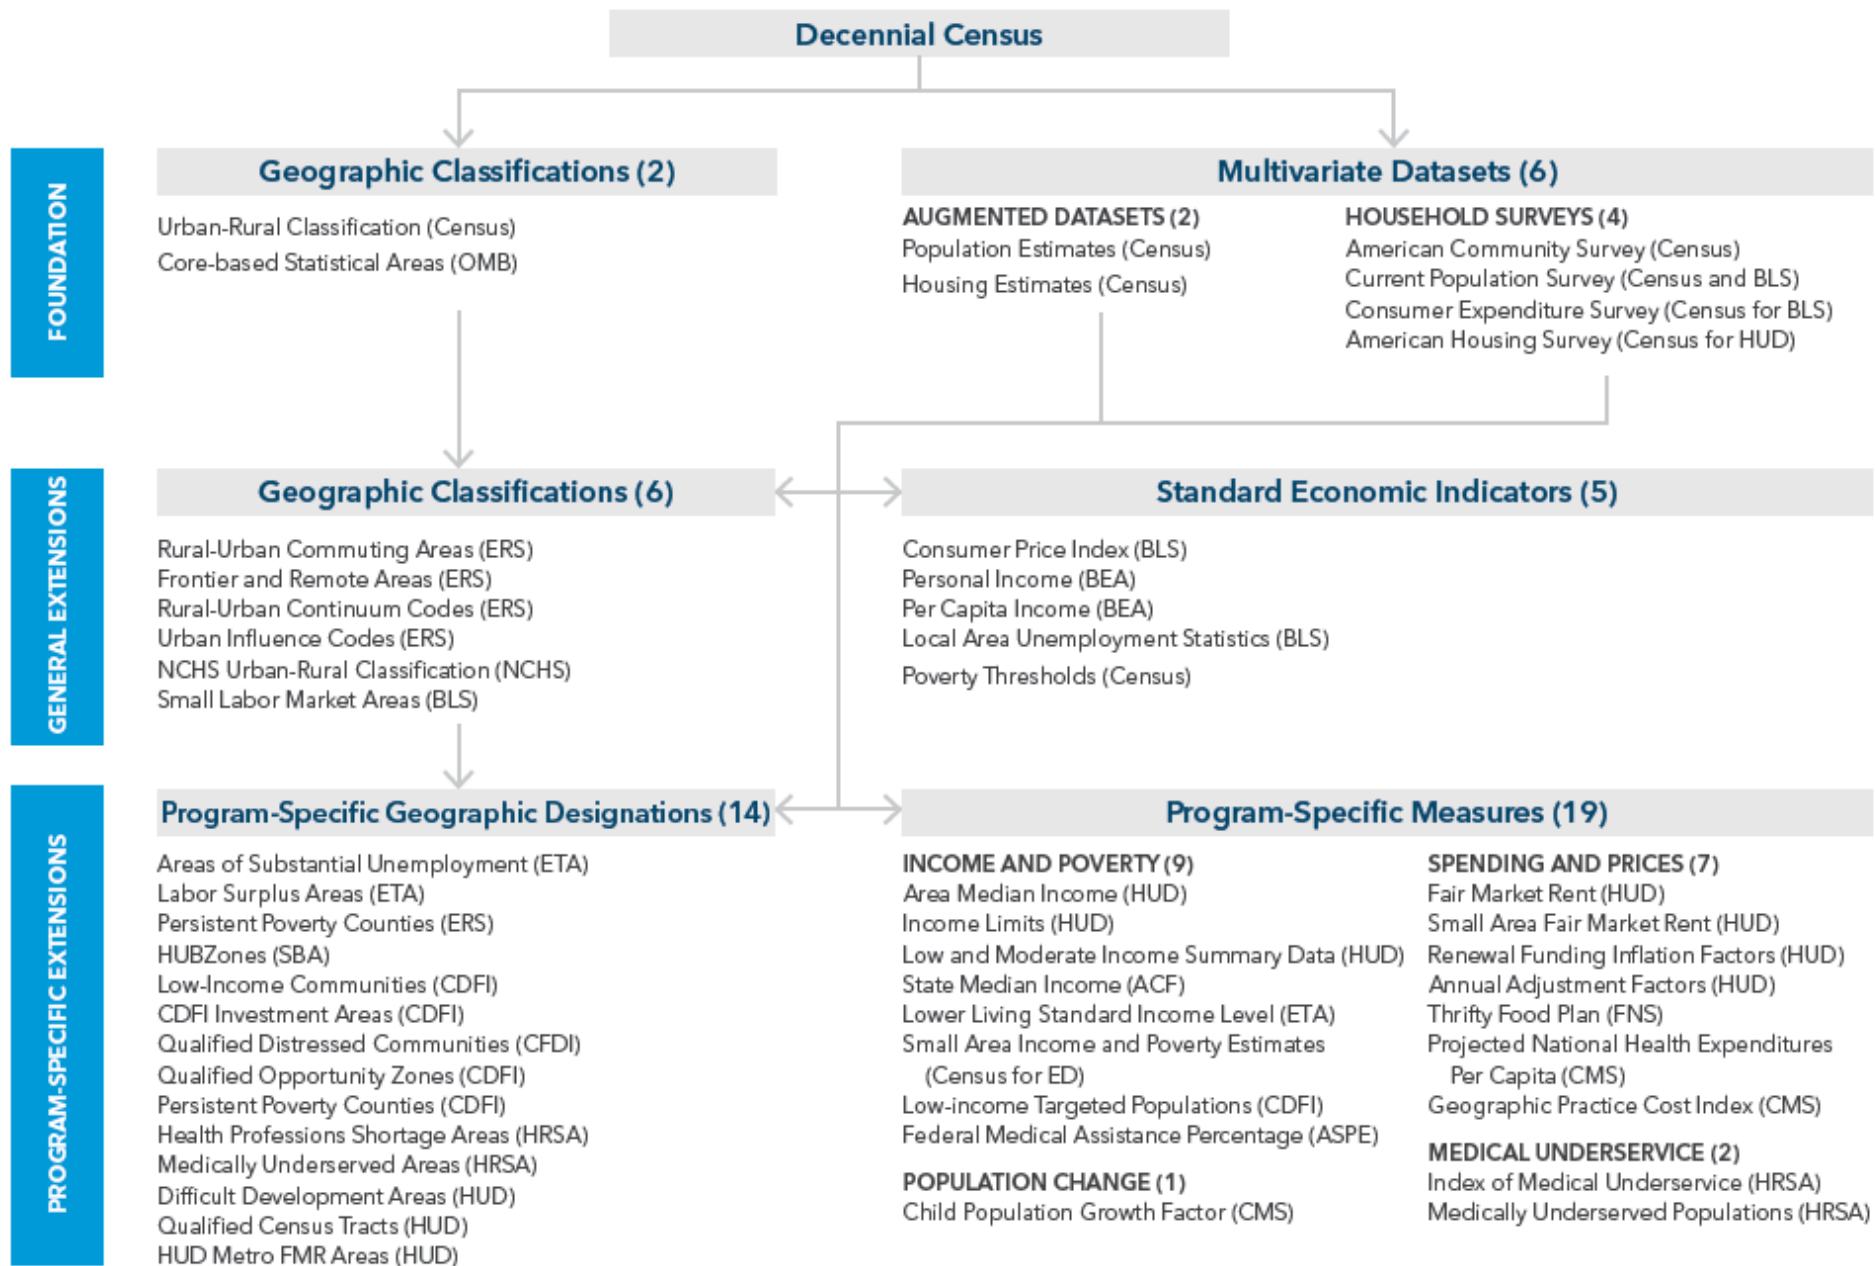 Decennial Census
FOUNDATION
Geographic Classifications (2)
Urban-Rural Classification (Census)
Core-based Statistical Areas (OMB)
Multivariate Datasets (6)
AUGMENTED DATASETS (2)
Population Estimates (Census)
Housing Estimates (Census)
HOUSEHOLD SURVEYS (4)
American Community Survey (Census)
Current Population Survey (Census and BLS)
Consumer Expenditure Survey (Census for BLS)
American Housing Survey (Census for HUD)
GENERAL EXTENSIONS
Geographic Classifications (6)
Rural-Urban Commuting Areas (ERS)
Frontier and Remote Areas (ERS)
Rural-Urban Continuum Codes (ERS)
Urban Influence Codes (ERS)
NCHS Urban-Rural Classification (NCHS)
Small Labor Market Areas (BLS)
Standard Economic Indicators (5)
Consumer Price Index (BLS)
Personal Income (BEA)
Per Capita Income (BEA)
Local Area Unemployment Statistics (BLS)
Poverty Thresholds (Census)
PROGRAM-SPECIFIC EXTENSIONS
Program-Specific Geographic Designations (14)
Areas of Substantial Unemployment (ETA)
Labor Surplus Areas (ETA)
Persistent Poverty Counties (ERS)
HUBZones (SBA)
Low-Income Communities (CDFI)
CDFI Investment Areas (CDFI)
Qualified Distressed Communities (CFDI)
Qualified Opportunity Zones (CDFI)
Persistent Poverty Counties (CDFI)
Health Professions Shortage Areas (HRSA)
Medically Underserved Areas (HRSA)
Difficult Development Areas (HUD)
Qualified Census Tracts (HUD)
HUD Metro FMR Areas (HUD)
Program-Specific Measures (19)
INCOME AND POVERTY (9)
Area Median Income (HUD)
Income Limits (HUD)
Low and Moderate Income Summary Data (HUD)
State Median Income (ACF)
Lower Living Standard Income Level (ETA)
Small Area Income and Poverty Estimates
(Census for ED)
Low-income Targeted Populations (CDFI)
Federal Medical Assistance Percentage (ASPE)
POPULATION CHANGE (1)
Child Population Growth Factor (CMS)
SPENDING AND PRICES (7)
Fair Market Rent (HUD)
Small Area Fair Market Rent (HUD)
Renewal Funding Inflation Factors (HUD)
Annual Adjustment Factors (HUD)
Thrifty Food Plan (FNS)
Projected National Health Expenditures
Per Capita (CMS)
Geographic Practice Cost Index (CMS)
MEDICAL UNDERSERVICE (2)
Index of Medical Underservice (HRSA)
Medically Underserved Populations (HRSA)